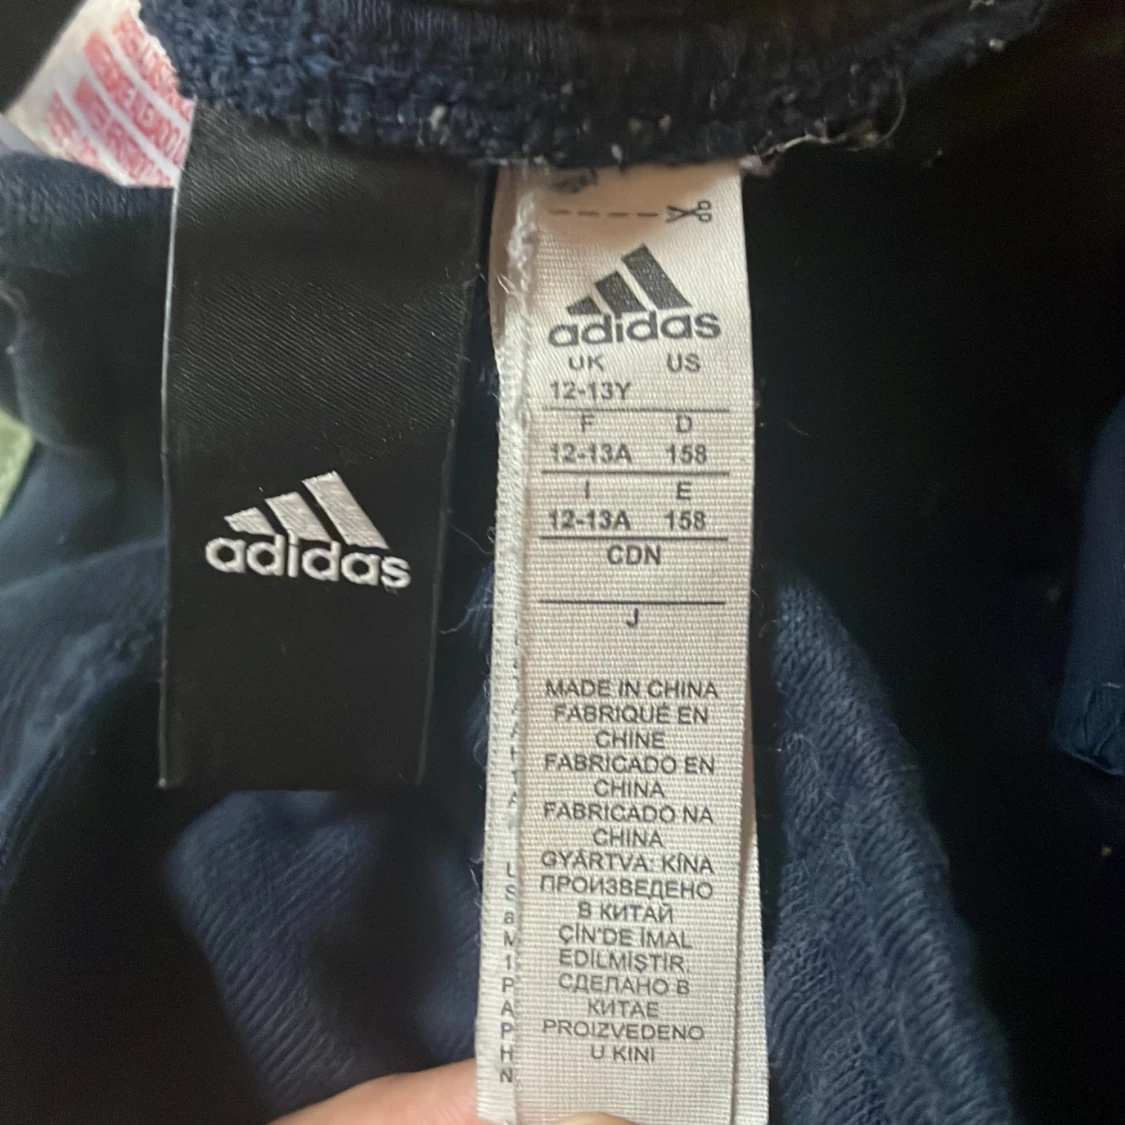 adidas
adidas
UK US
12-13Y
F D
12-13A 158
I E
12-13A 158
CDN
J
MADE IN CHINA
FABRIQUÉ EN
CHINE
FABRICADO EN
CHINA
FABRICADO NA
CHINA
GYÁRTVA: KÍNA
ПРОИЗВЕДЕНО
В КИТАЙ
ÇİN'DE İMAL
EDİLMİŞTİR.
СДЕЛАНО В
КИТАЕ
PROIZVEDENO
U KINI